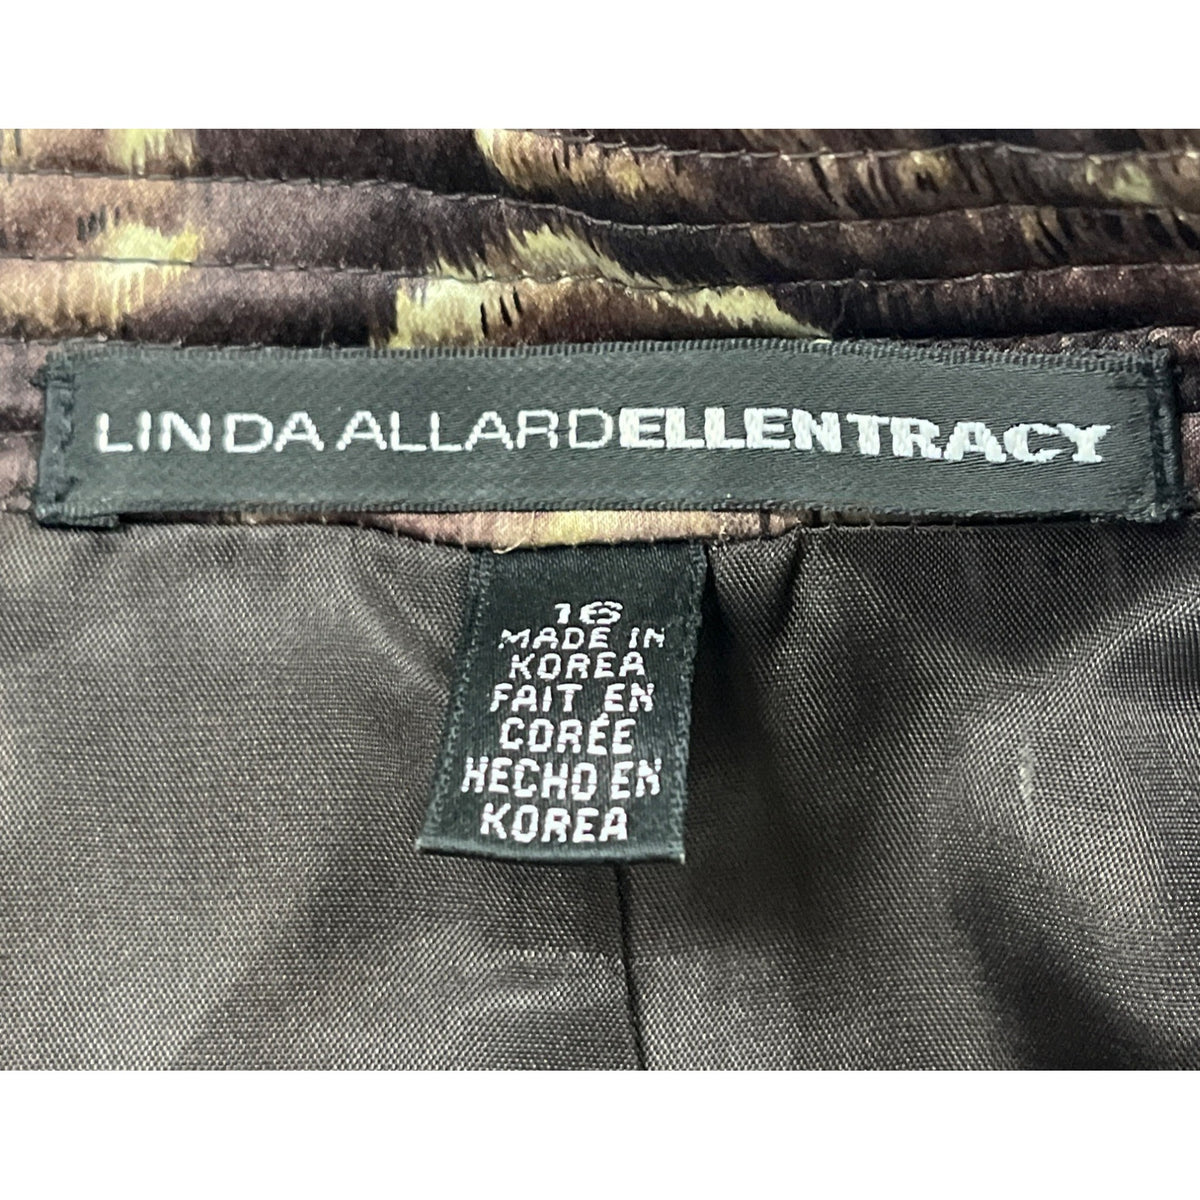 LINDA ALLARDELLENTRACY
16
MADE IN
KOREA
FAIT EN
CORÉE
HECHO EN
KOREA